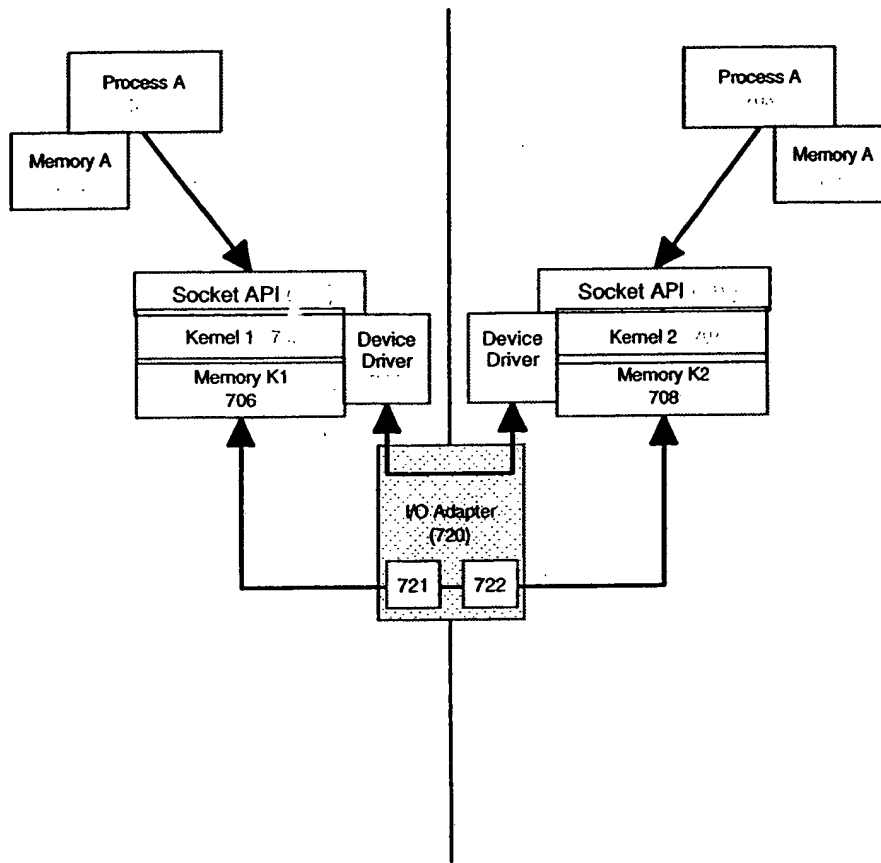 Process A
Memory A
Socket API
Kernel 1
Memory K1
706
Device
Driver
Process A
Memory A
Socket API
Kernel 2
Memory K2
708
Device
Driver
I/O Adapter
(720)
721
722